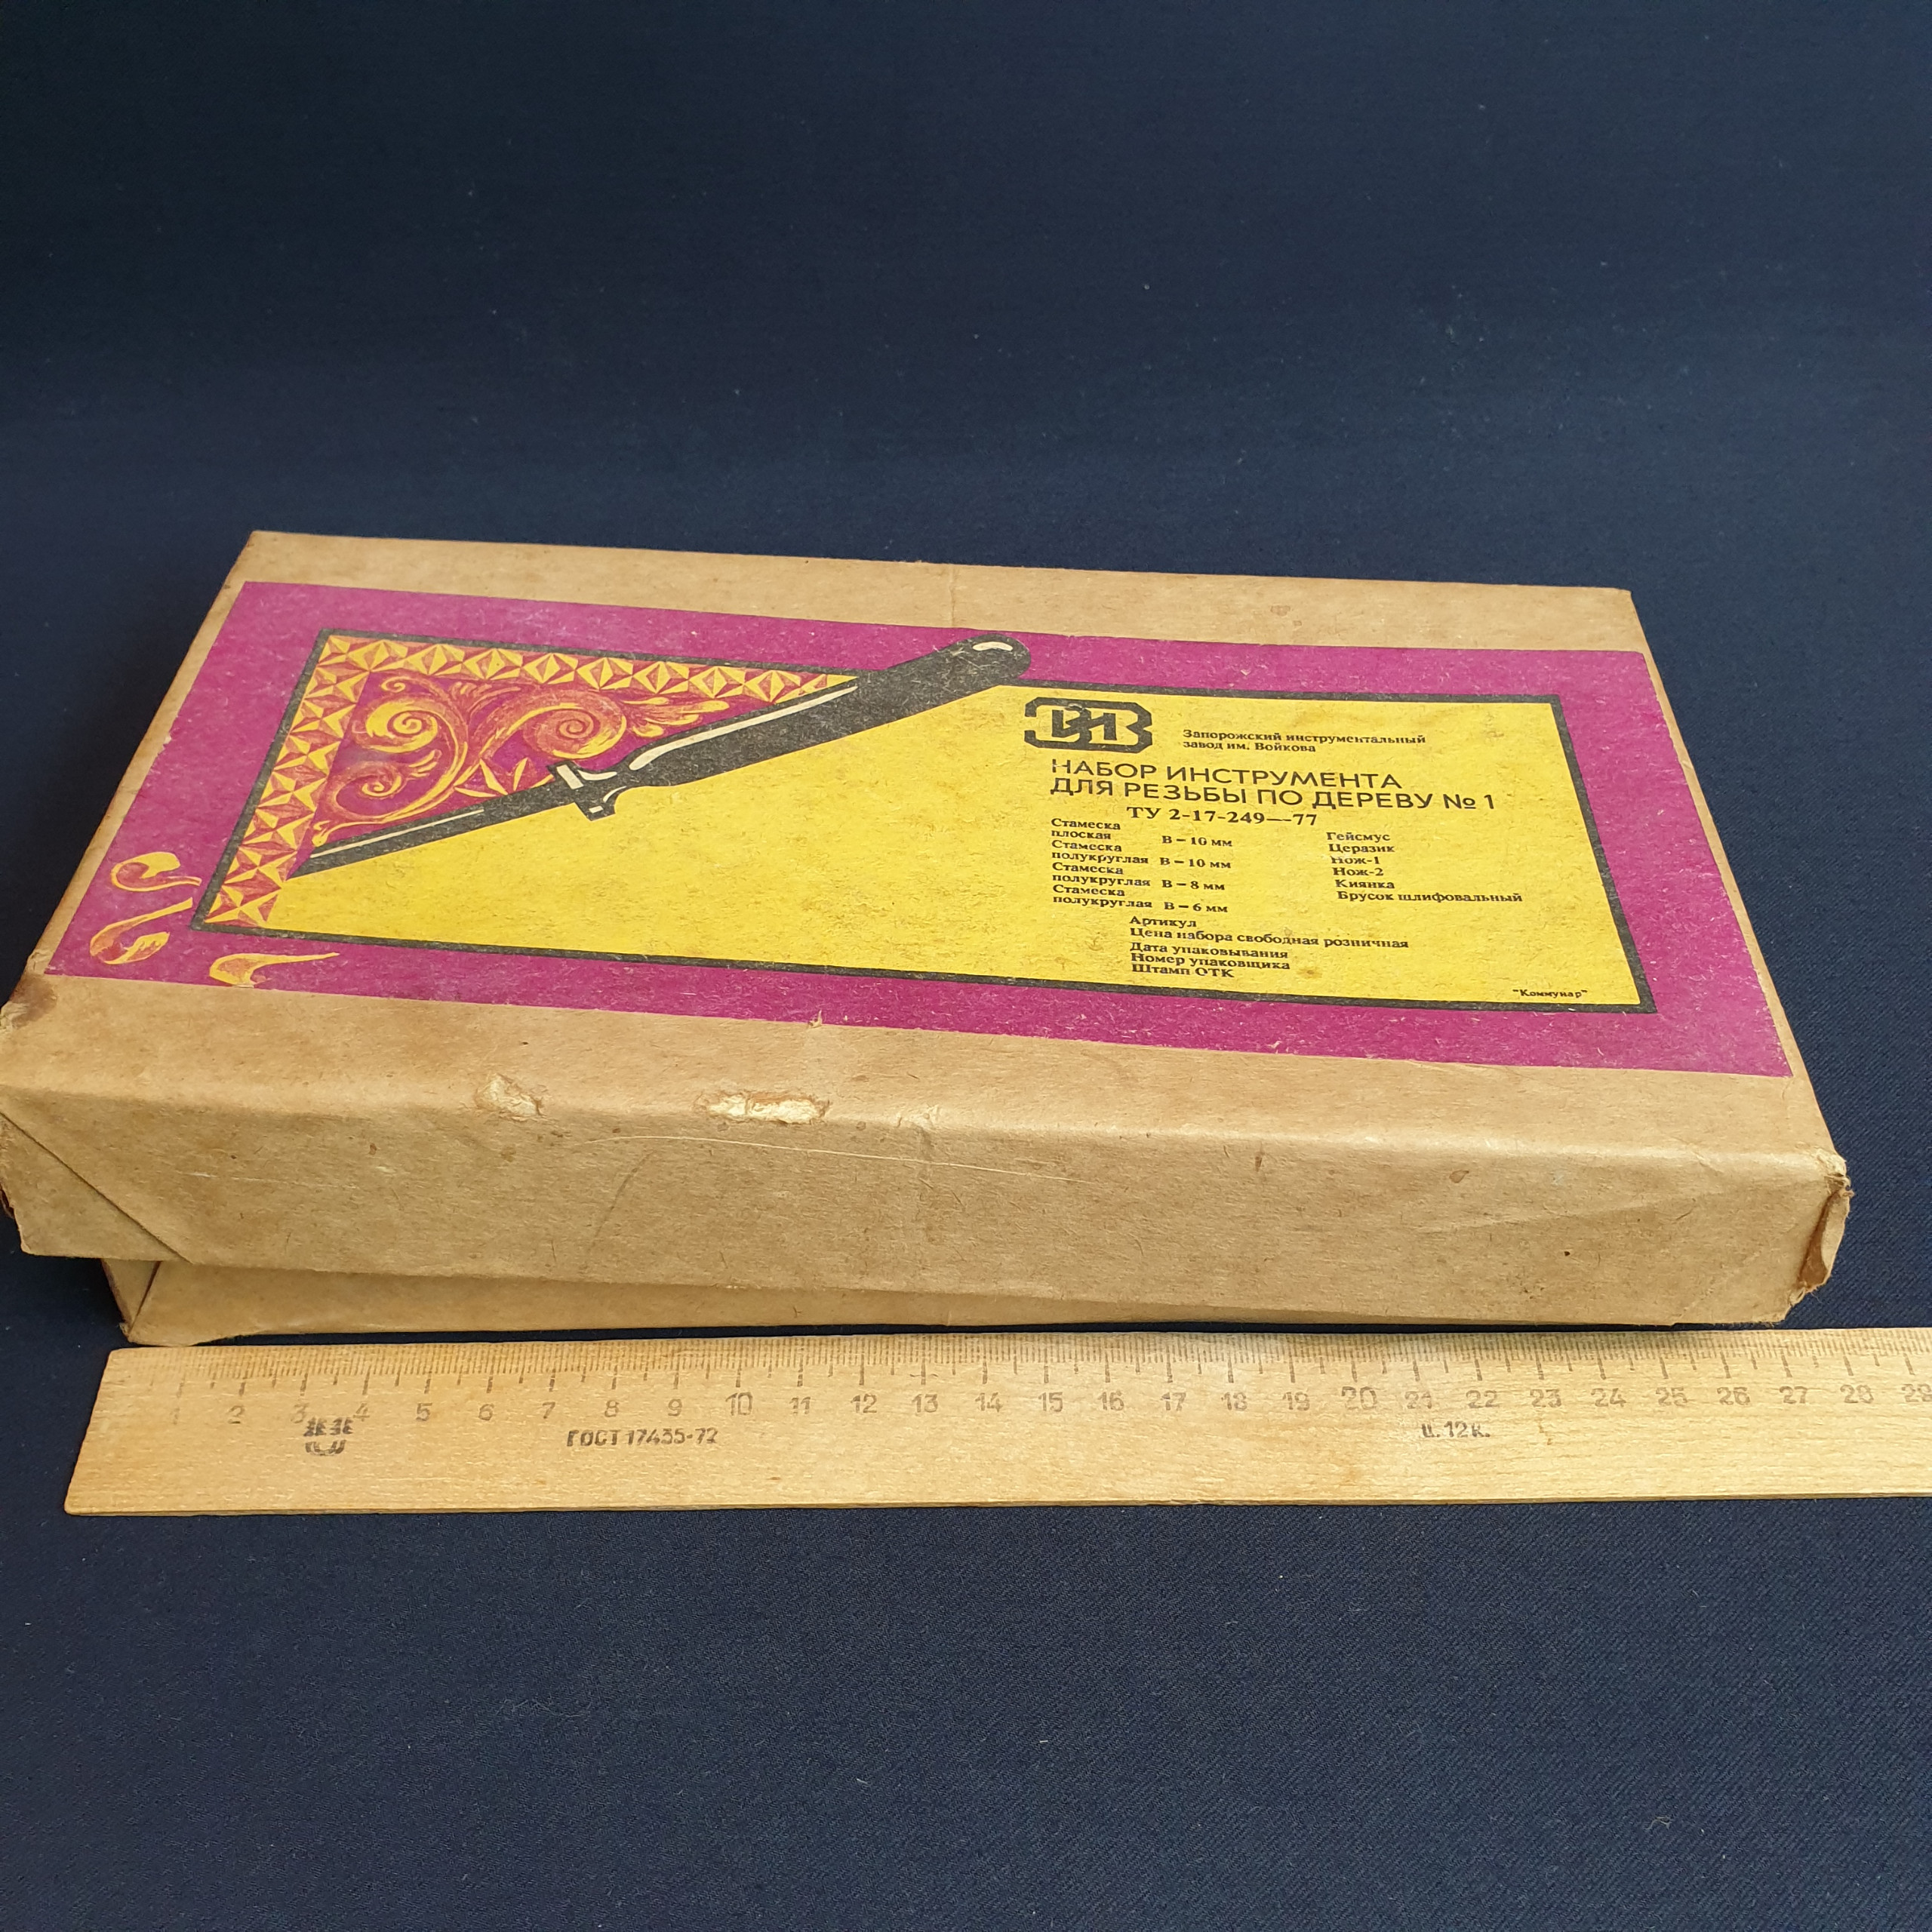 ЗИЗ
Запорожский инструментальный
завод им. Войкова
НАБОР ИНСТРУМЕНТА
ДЛЯ РЕЗЬБЫ ПО ДЕРЕВУ № 1
ТУ 2-17-249—77
Стамеска
плоская В — 10 мм
Стамеска
полукруглая В — 10 мм
Стамеска
полукруглая В — 8 мм
Стамеска
полукруглая В — 6 мм
Гейсмус
Церазик
Нож-1
Нож-2
Киянка
Брусок шлифовальный
Артикул
Цена набора свободная розничная
Дата упаковывания
Номер упаковщика
Штамп ОТК
"Коммунар"
1 2 3 4 5 6 7 8 9 10 11 12 13 14 15 16 17 18 19 20 21 22 23 24 25 26 27 28 29
ГОСТ 17435-72
ц. 12 к.